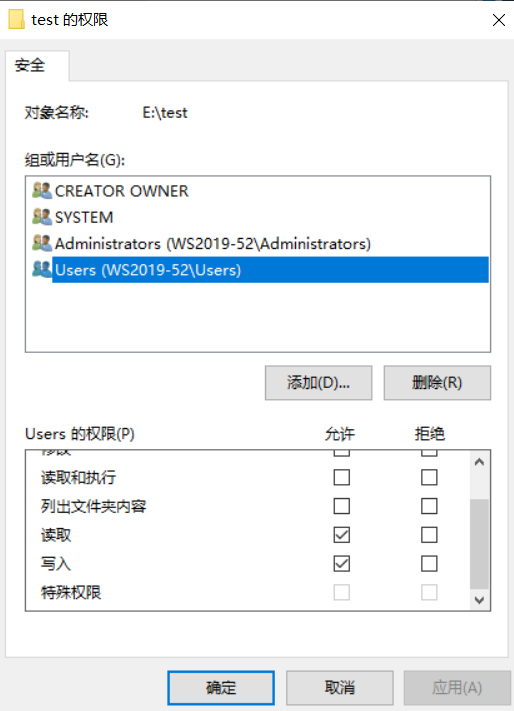 test 的权限
安全
对象名称: E:\test
组或用户名(G):
CREATOR OWNER
SYSTEM
Administrators (WS2019-52\Administrators)
Users (WS2019-52\Users)
添加(D)... 删除(R)
Users 的权限(P) 允许 拒绝
修改
读取和执行
列出文件夹内容
读取
写入
特殊权限
确定 取消 应用(A)